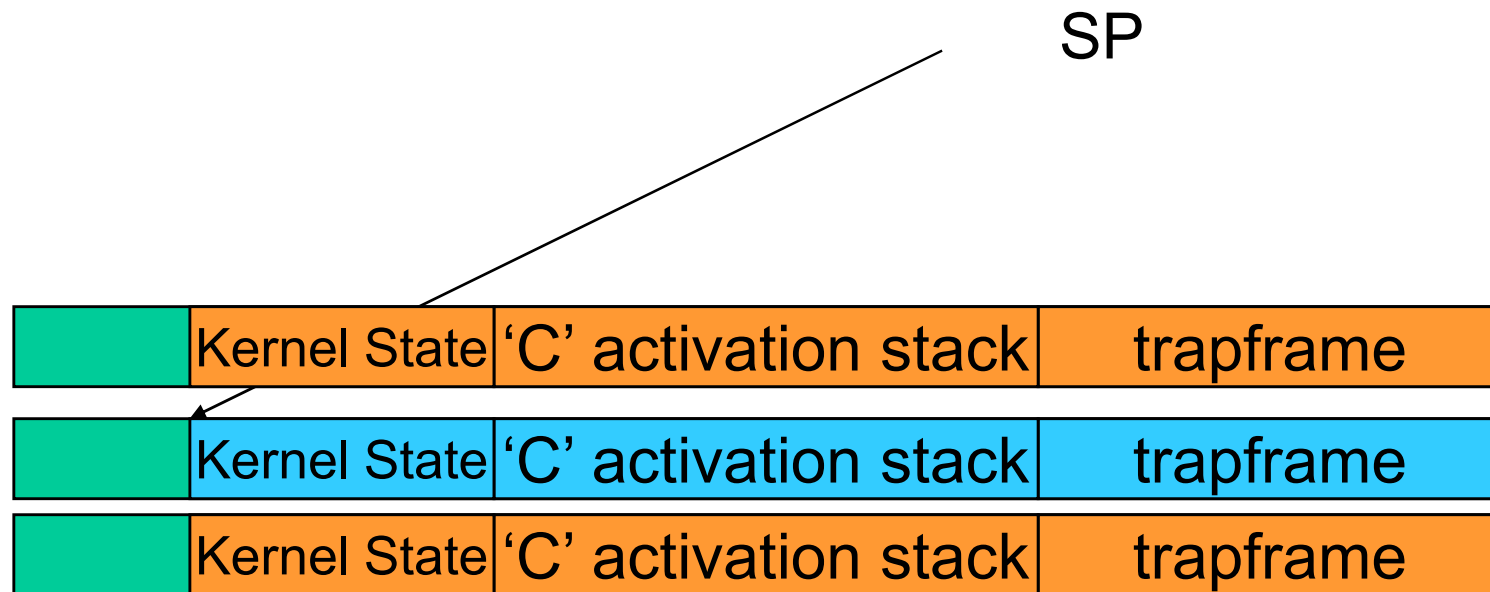 SP
Kernel State ‘C’ activation stack trapframe
Kernel State ‘C’ activation stack trapframe
Kernel State ‘C’ activation stack trapframe